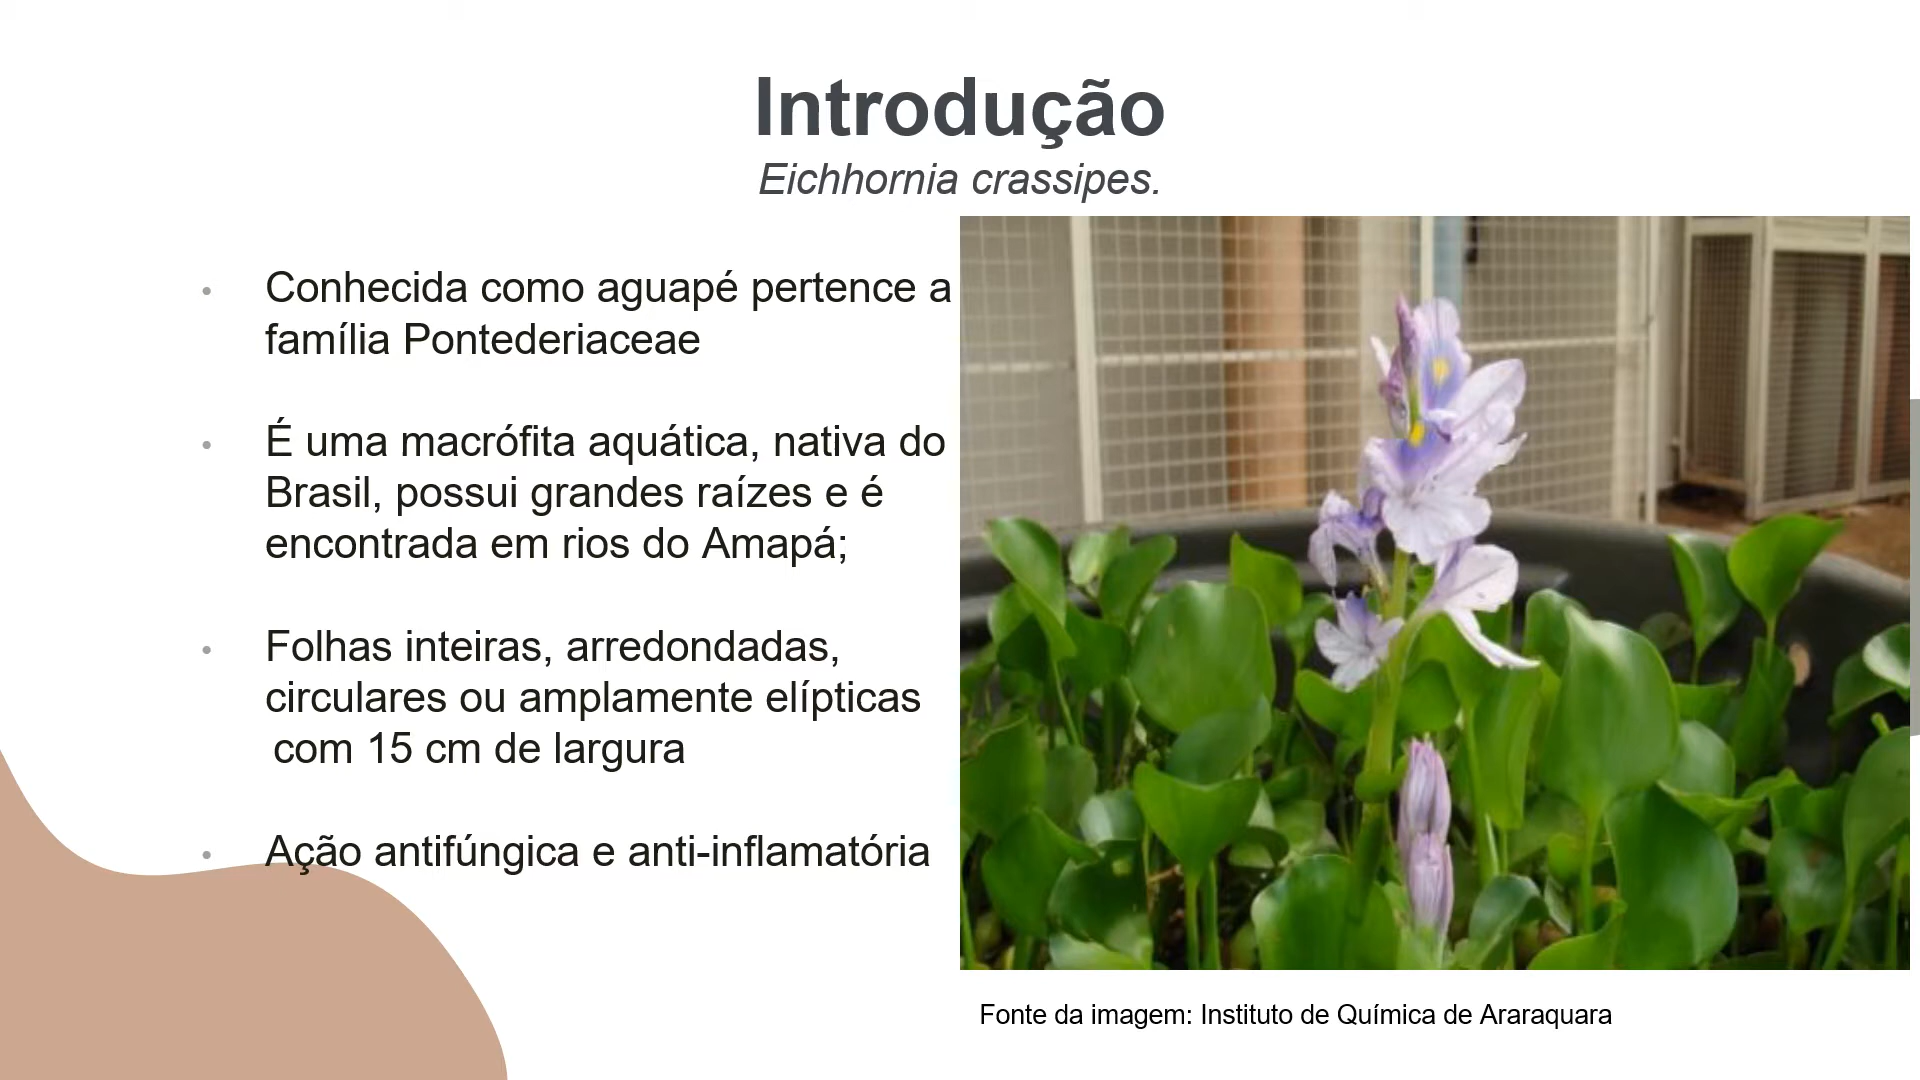 Introdução
Eichhornia crassipes.
• Conhecida como aguapé pertence a
família Pontederiaceae
• É uma macrófita aquática, nativa do
Brasil, possui grandes raízes e é
encontrada em rios do Amapá;
• Folhas inteiras, arredondadas,
circulares ou amplamente elípticas
com 15 cm de largura
• Ação antifúngica e anti-inflamatória
Fonte da imagem: Instituto de Química de Araraquara